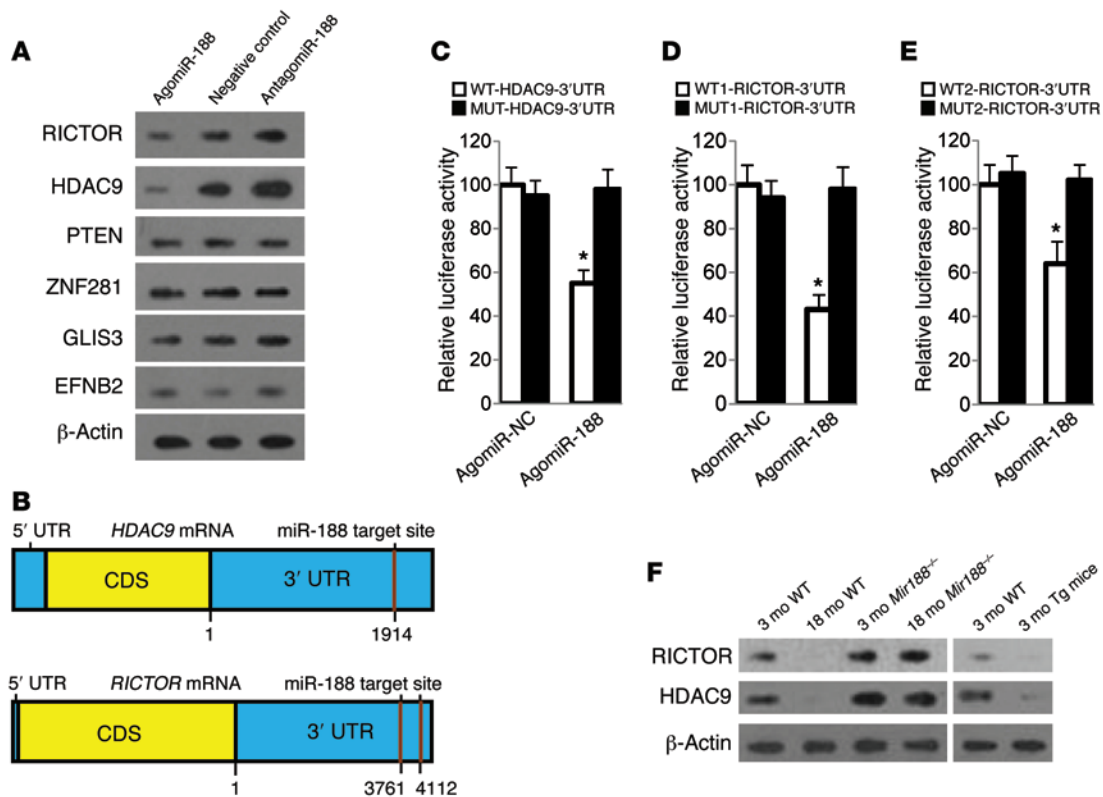 A
AgomiR-188
Negative control
AntagomiR-188
RICTOR
HDAC9
PTEN
ZNF281
GLIS3
EFNB2
β-Actin
B
5′ UTR HDAC9 mRNA miR-188 target site
CDS 3′ UTR
1 1914
5′ UTR RICTOR mRNA miR-188 target site
CDS 3′ UTR
1 3761 4112
C
WT-HDAC9-3′UTR
MUT-HDAC9-3′UTR
Relative luciferase activity
120
100
80
60
40
20
0
*
AgomiR-NC
AgomiR-188
D
WT1-RICTOR-3′UTR
MUT1-RICTOR-3′UTR
Relative luciferase activity
120
100
80
60
40
20
0
*
AgomiR-NC
AgomiR-188
E
WT2-RICTOR-3′UTR
MUT2-RICTOR-3′UTR
Relative luciferase activity
120
100
80
60
40
20
0
*
AgomiR-NC
AgomiR-188
F
3 mo WT
18 mo WT
3 mo Mir188−/−
18 mo Mir188−/−
3 mo WT
3 mo Tg mice
RICTOR
HDAC9
β-Actin